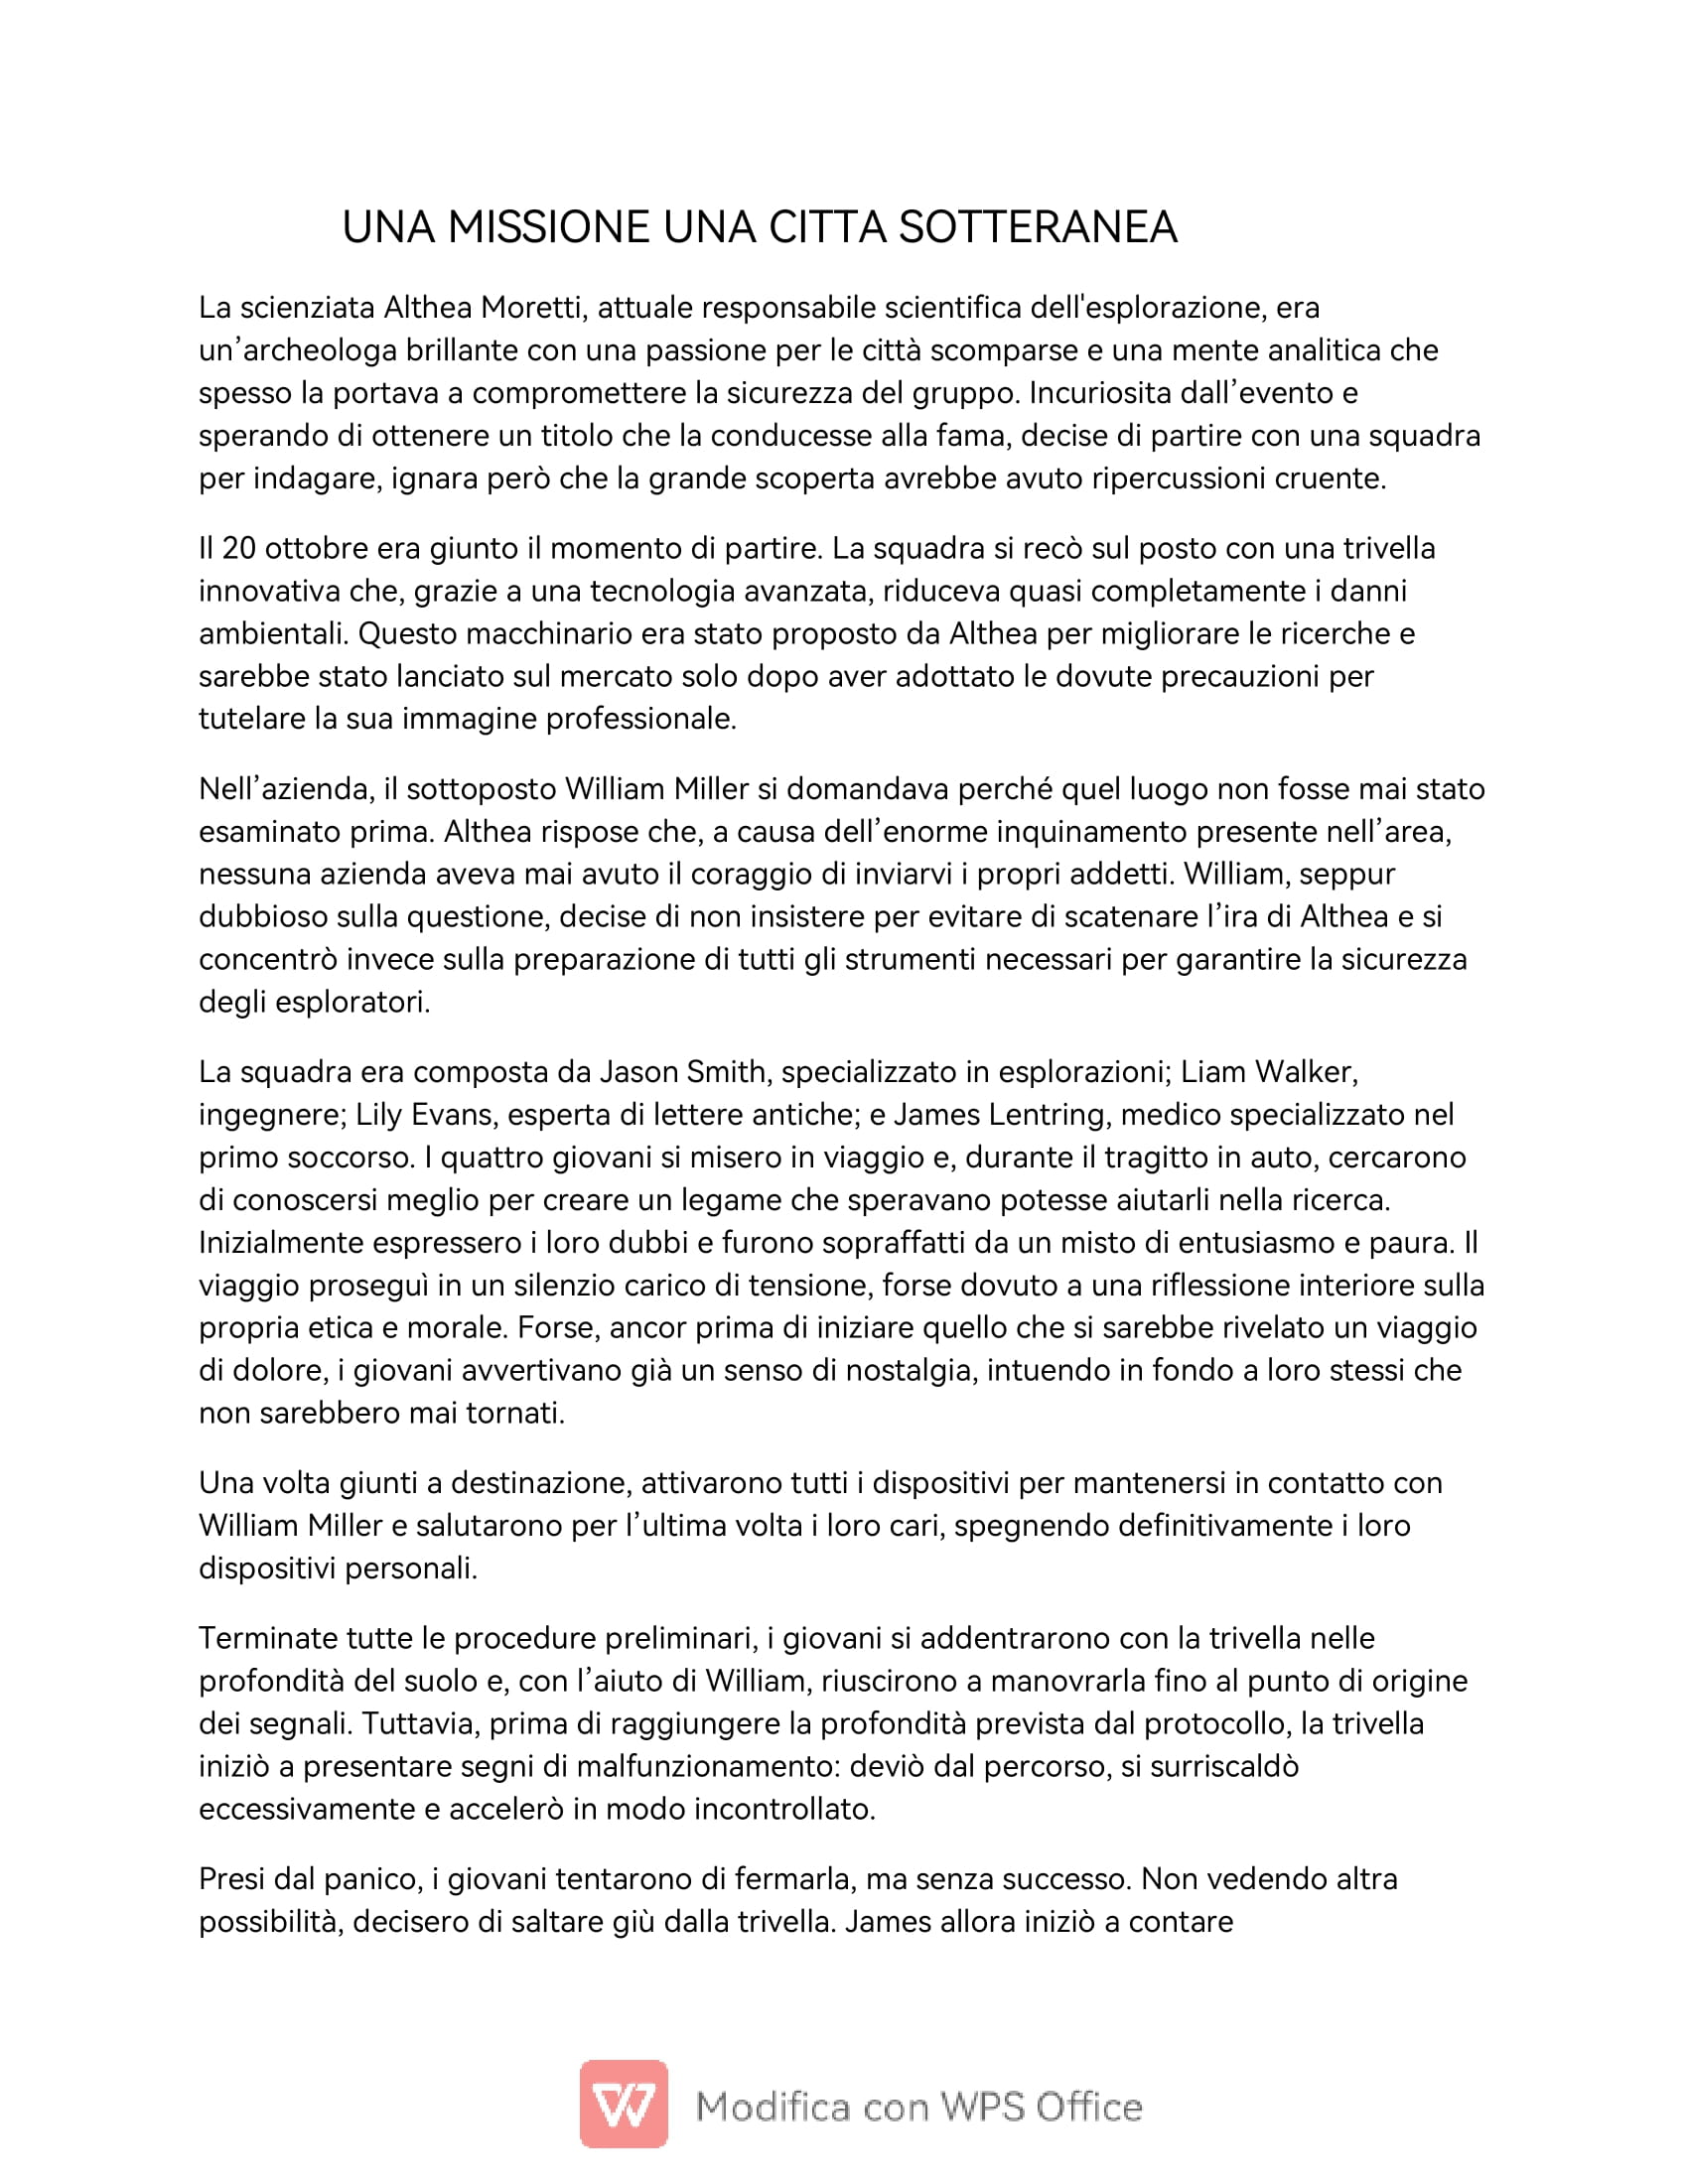 UNA MISSIONE UNA CITTA SOTTERANEA
La scienziata Althea Moretti, attuale responsabile scientifica dell'esplorazione, era
un’archeologa brillante con una passione per le città scomparse e una mente analitica che
spesso la portava a compromettere la sicurezza del gruppo. Incuriosita dall’evento e
sperando di ottenere un titolo che la conducesse alla fama, decise di partire con una squadra
per indagare, ignara però che la grande scoperta avrebbe avuto ripercussioni cruente.
Il 20 ottobre era giunto il momento di partire. La squadra si recò sul posto con una trivella
innovativa che, grazie a una tecnologia avanzata, riduceva quasi completamente i danni
ambientali. Questo macchinario era stato proposto da Althea per migliorare le ricerche e
sarebbe stato lanciato sul mercato solo dopo aver adottato le dovute precauzioni per
tutelare la sua immagine professionale.
Nell’azienda, il sottoposto William Miller si domandava perché quel luogo non fosse mai stato
esaminato prima. Althea rispose che, a causa dell’enorme inquinamento presente nell’area,
nessuna azienda aveva mai avuto il coraggio di inviarvi i propri addetti. William, seppur
dubbioso sulla questione, decise di non insistere per evitare di scatenare l’ira di Althea e si
concentrò invece sulla preparazione di tutti gli strumenti necessari per garantire la sicurezza
degli esploratori.
La squadra era composta da Jason Smith, specializzato in esplorazioni; Liam Walker,
ingegnere; Lily Evans, esperta di lettere antiche; e James Lentring, medico specializzato nel
primo soccorso. I quattro giovani si misero in viaggio e, durante il tragitto in auto, cercarono
di conoscersi meglio per creare un legame che speravano potesse aiutarli nella ricerca.
Inizialmente espressero i loro dubbi e furono sopraffatti da un misto di entusiasmo e paura. Il
viaggio proseguì in un silenzio carico di tensione, forse dovuto a una riflessione interiore sulla
propria etica e morale. Forse, ancor prima di iniziare quello che si sarebbe rivelato un viaggio
di dolore, i giovani avvertivano già un senso di nostalgia, intuendo in fondo a loro stessi che
non sarebbero mai tornati.
Una volta giunti a destinazione, attivarono tutti i dispositivi per mantenersi in contatto con
William Miller e salutarono per l’ultima volta i loro cari, spegnendo definitivamente i loro
dispositivi personali.
Terminate tutte le procedure preliminari, i giovani si addentrarono con la trivella nelle
profondità del suolo e, con l’aiuto di William, riuscirono a manovrarla fino al punto di origine
dei segnali. Tuttavia, prima di raggiungere la profondità prevista dal protocollo, la trivella
iniziò a presentare segni di malfunzionamento: deviò dal percorso, si surriscaldò
eccessivamente e accelerò in modo incontrollato.
Presi dal panico, i giovani tentarono di fermarla, ma senza successo. Non vedendo altra
possibilità, decisero di saltare giù dalla trivella. James allora iniziò a contare
Modifica con WPS Office